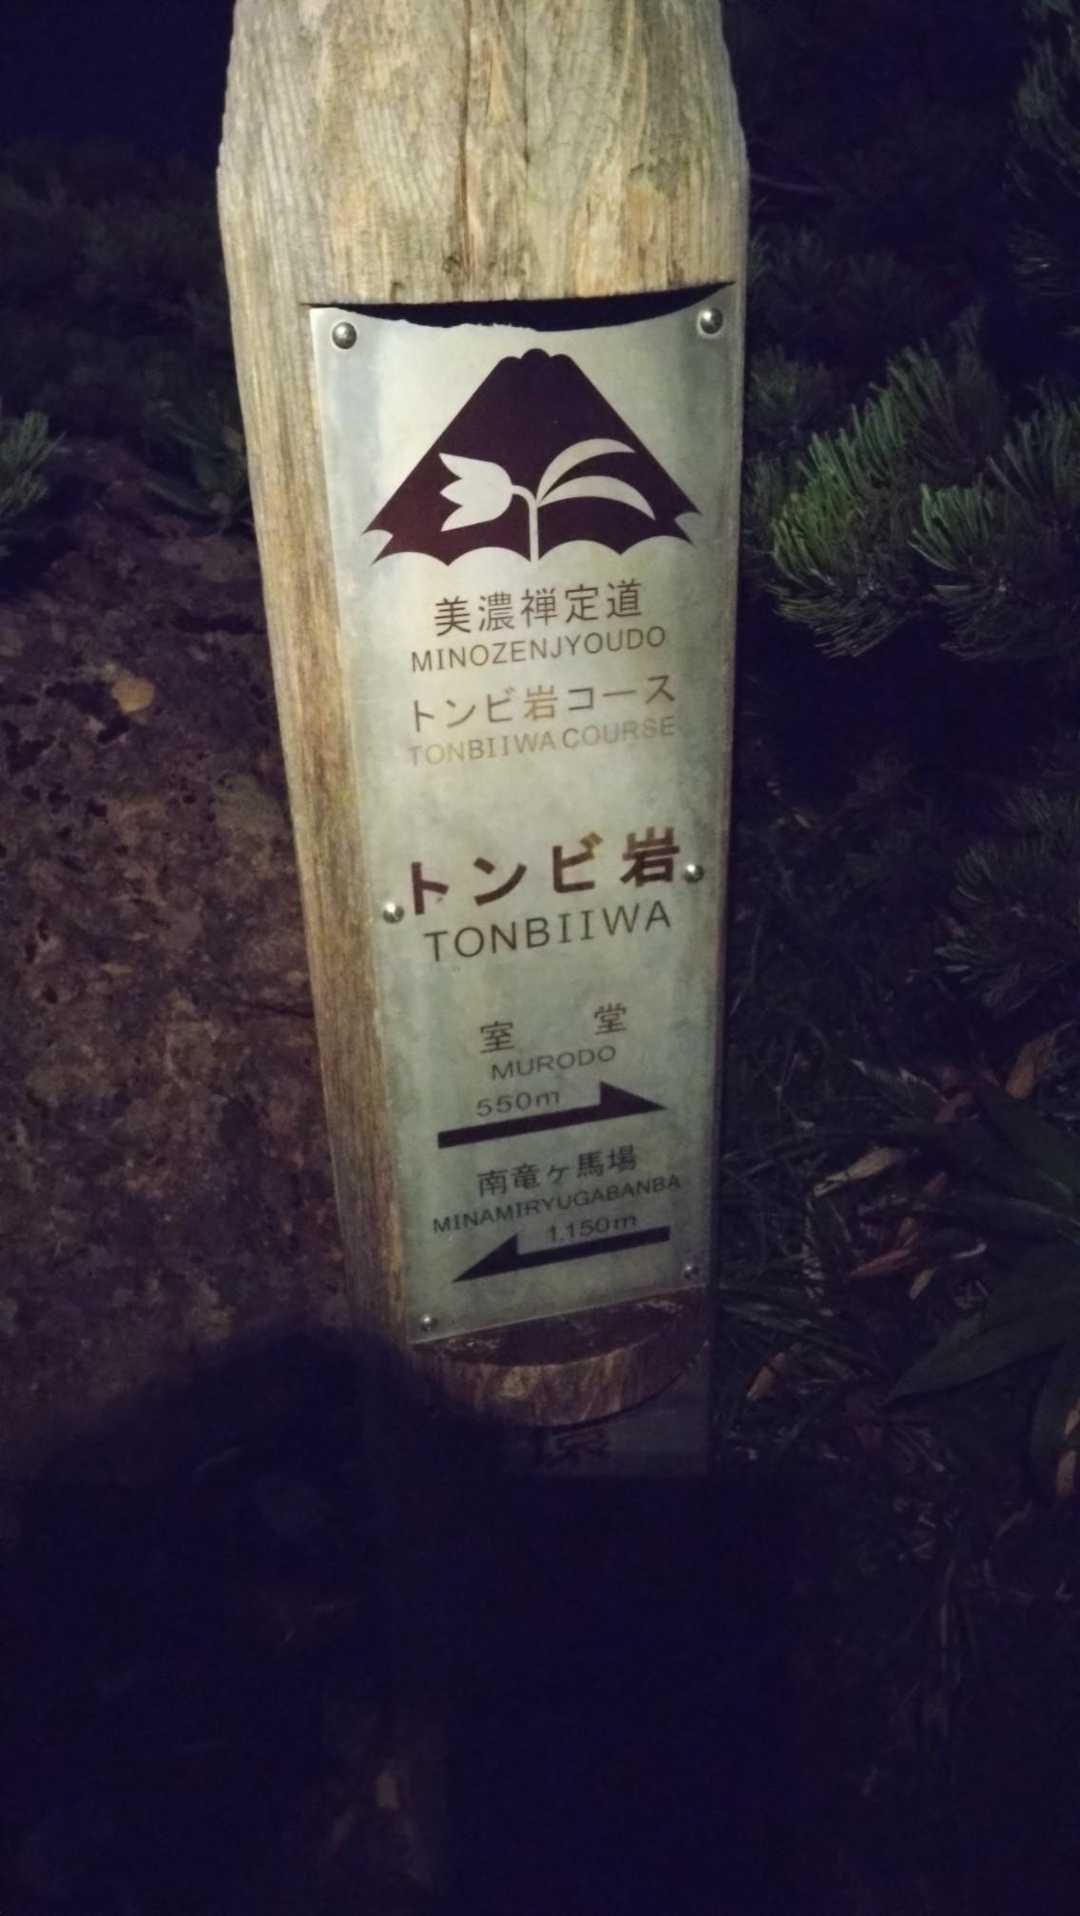 美濃禅定道
MINOZENJYOUDO
トンビ岩コース
TONBIIWA COURSE
トンビ岩
TONBIIWA
室 堂
MURODO
550m
南竜ヶ馬場
MINAMIRYUGABANBA
1,150m